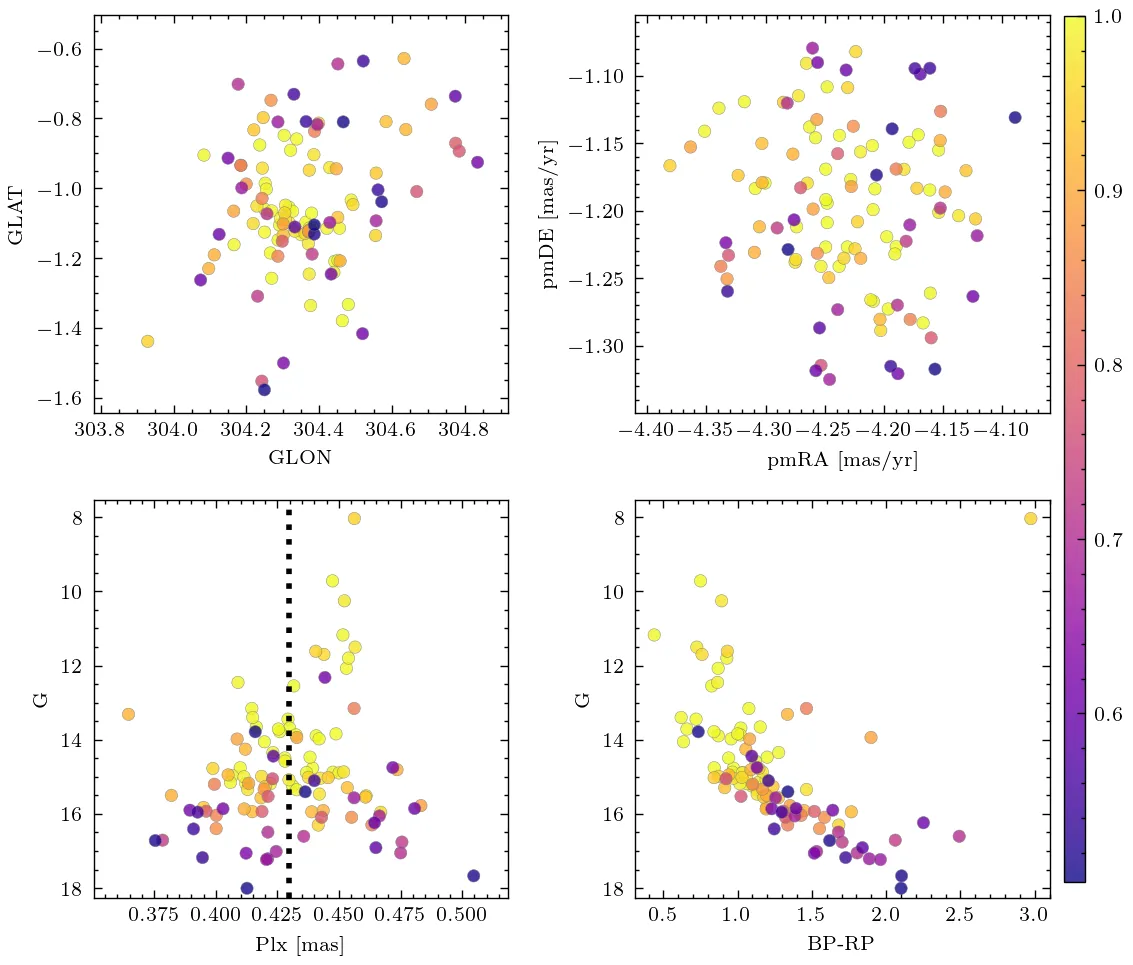 −0.6
−0.8
−1.0
−1.2
−1.4
−1.6
GLAT
303.8 304.0 304.2 304.4 304.6 304.8
GLON
−1.10
−1.15
−1.20
−1.25
−1.30
pmDE [mas/yr]
−4.40 −4.35 −4.30 −4.25 −4.20 −4.15 −4.10
pmRA [mas/yr]
1.0
0.9
0.8
0.7
0.6
8
10
12
14
16
18
G
0.375 0.400 0.425 0.450 0.475 0.500
Plx [mas]
8
10
12
14
16
18
G
0.5 1.0 1.5 2.0 2.5 3.0
BP-RP